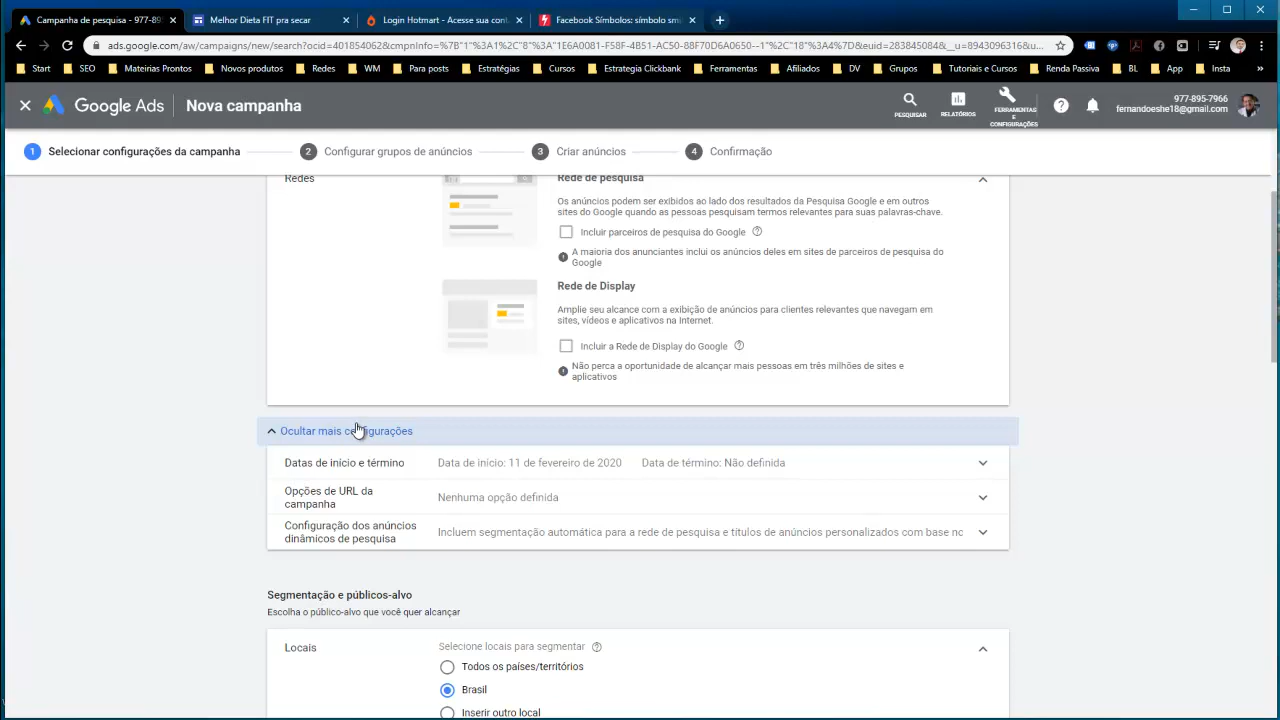 Campanha de pesquisa - 977-89
Melhor Dieta FIT pra secar
Login Hotmart - Acesse sua con
Facebook Símbolos: símbolo sm
ads.google.com/aw/campaigns/new/search?ocid=401854062&cmpnInfo=%7B"1"%3A1%2C"8"%3A"1E6A0081-F58F-4B51-AC50-88F70D6A0650--1"%2C"18"%3A4%7D&euid=283845084&__u=8943096316&u...
Start
SEO
Mateirias Prontos
Novos produtos
Redes
WM
Para posts
Estratégias
Cursos
Estrategia Clickbank
Ferramentas
Afiliados
DV
Grupos
Tutoriais e Cursos
Renda Passiva
BL
App
Insta
Google Ads
Nova campanha
PESQUISAR
RELATÓRIOS
FERRAMENTAS
E
CONFIGURAÇÕES
977-895-7966
fernandoeshe18@gmail.com
1 Selecionar configurações da campanha
2 Configurar grupos de anúncios
3 Criar anúncios
4 Confirmação
Redes
Rede de pesquisa
Os anúncios podem ser exibidos ao lado dos resultados da Pesquisa Google e em outros
sites do Google quando as pessoas pesquisam termos relevantes para suas palavras-chave.
Incluir parceiros de pesquisa do Google
A maioria dos anunciantes inclui os anúncios deles em sites de parceiros de pesquisa do
Google
Rede de Display
Amplie seu alcance com a exibição de anúncios para clientes relevantes que navegam em
sites, vídeos e aplicativos na Internet.
Incluir a Rede de Display do Google
Não perca a oportunidade de alcançar mais pessoas em três milhões de sites e
aplicativos
Ocultar mais configurações
Datas de início e término
Data de início: 11 de fevereiro de 2020
Data de término: Não definida
Opções de URL da
campanha
Nenhuma opção definida
Configuração dos anúncios
dinâmicos de pesquisa
Incluem segmentação automática para a rede de pesquisa e títulos de anúncios personalizados com base no
Segmentação e públicos-alvo
Escolha o público-alvo que você quer alcançar
Locais
Selecione locais para segmentar
Todos os países/territórios
Brasil
Inserir outro local